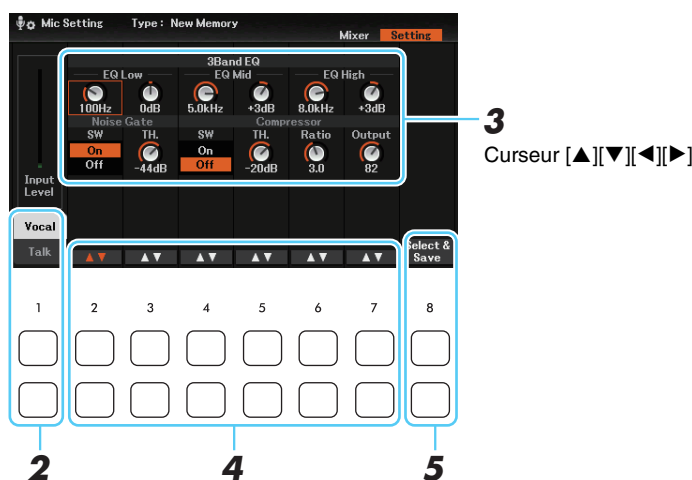 Mic Setting Type : New Memory
Mixer Setting
3Band EQ
EQ Low EQ Mid EQ High
100Hz 0dB 5.0kHz +3dB 8.0kHz +3dB
Noise Gate Compressor
SW TH. SW TH. Ratio Output
On On
Off -44dB Off -20dB 3.0 82
Input
Level
Vocal
Talk ▲▼ ▲▼ ▲▼ ▲▼ ▲▼ ▲▼ Select &
Save
3
Curseur [▲][▼][◀][▶]
1 2 3 4 5 6 7 8
2 4 5